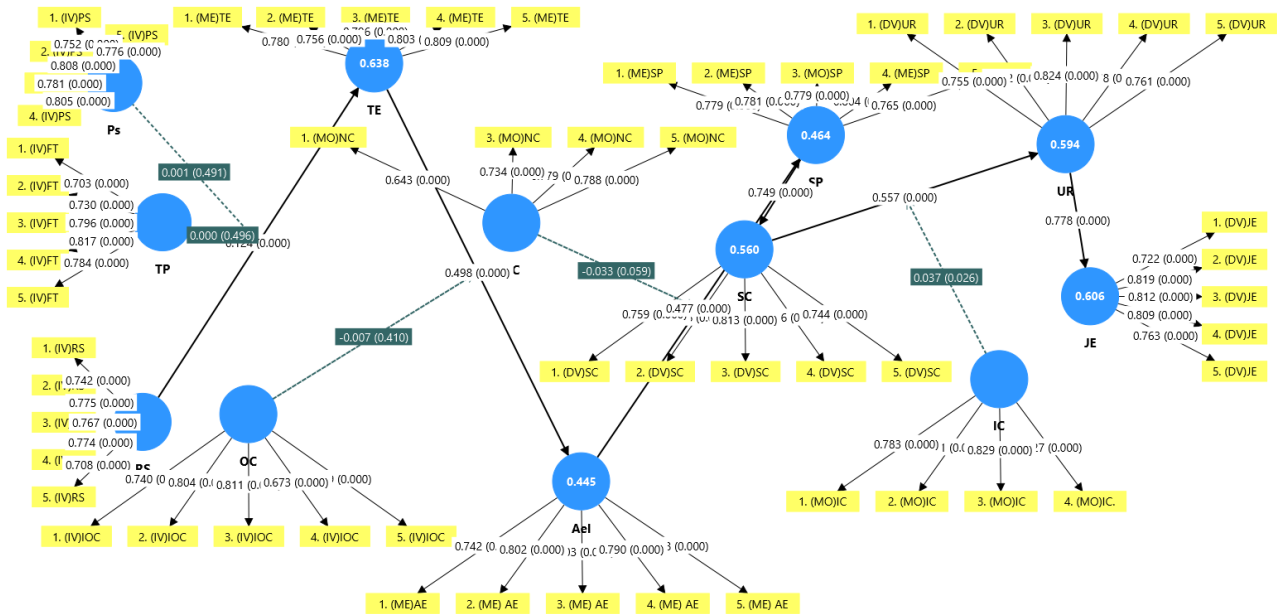 1. (IV)PS
5. (IV)PS
0.776 (0.000)
0.808 (0.000)
0.781 (0.000)
0.805 (0.000)
4. (IV)PS
Ps
1. (ME)TE
2. (ME)TE
3. (ME)TE
4. (ME)TE
5. (ME)TE
0.780
0.756 (0.000)
0.803
0.809 (0.000)
0.638
TE
1. (IV)FT
2. (IV)FT
3. (IV)FT
4. (IV)FT
5. (IV)FT
0.703 (0.000)
0.730 (0.000)
0.796 (0.000)
0.817 (0.000)
0.784 (0.000)
TP
0.001 (0.491)
0.000 (0.496)
1. (MO)NC
3. (MO)NC
4. (MO)NC
5. (MO)NC
0.643 (0.000)
0.734 (0.000)
0.788 (0.000)
C
0.498 (0.000)
-0.033 (0.059)
-0.007 (0.410)
1. (ME)SP
2. (ME)SP
3. (MO)SP
4. (ME)SP
0.779
0.781
0.779 (0.000)
0.765 (0.000)
0.464
SP
0.749 (0.000)
0.560
SC
0.759
0.477 (0.000)
0.813 (0.000)
0.744 (0.000)
1. (DV)SC
2. (DV)SC
3. (DV)SC
4. (DV)SC
5. (DV)SC
1. (DV)UR
2. (DV)UR
3. (DV)UR
4. (DV)UR
5. (DV)UR
0.755 (0.000)
0.824 (0.000)
0.761 (0.000)
0.594
UR
0.557 (0.000)
0.778 (0.000)
0.037 (0.026)
1. (DV)JE
2. (DV)JE
3. (DV)JE
4. (DV)JE
5. (DV)JE
0.722 (0.000)
0.819 (0.000)
0.812 (0.000)
0.809 (0.000)
0.763 (0.000)
0.606
JE
IC
0.783 (0.000)
0.829 (0.000)
1. (MO)IC
2. (MO)IC
3. (MO)IC
4. (MO)IC.
1. (IV)RS
0.742 (0.000)
0.775 (0.000)
0.767 (0.000)
0.774 (0.000)
0.708 (0.000)
5. (IV)RS
OC
0.740
0.804
0.811
0.673 (0.000)
1. (IV)IOC
2. (IV)IOC
3. (IV)IOC
4. (IV)IOC
5. (IV)IOC
0.445
AeI
0.742
0.802 (0.000)
0.790 (0.000)
1. (ME)AE
2. (ME) AE
3. (ME) AE
4. (ME) AE
5. (ME) AE